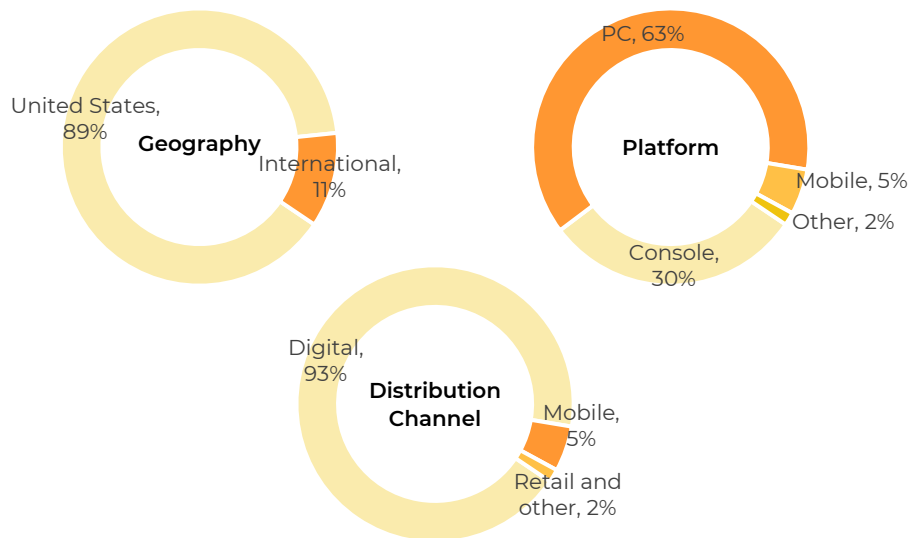 United States,
89%
Geography
International,
11%
PC, 63%
Platform
Mobile, 5%
Other, 2%
Console,
30%
Digital,
93%
Distribution
Channel
Mobile,
5%
Retail and
other, 2%